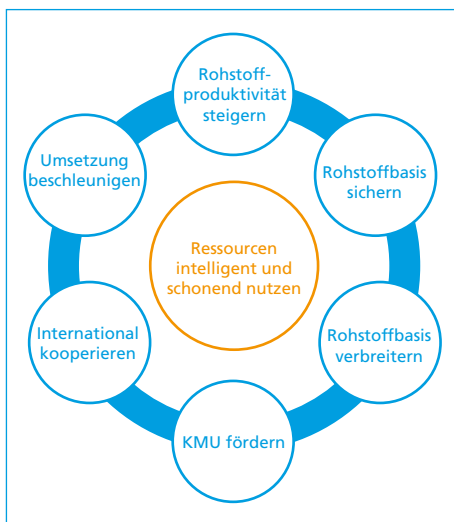 Rohstoff-
produktivität
steigern
Umsetzung
beschleunigen
Rohstoffbasis
sichern
Ressourcen
intelligent und
schonend nutzen
International
kooperieren
Rohstoffbasis
verbreitern
KMU fördern